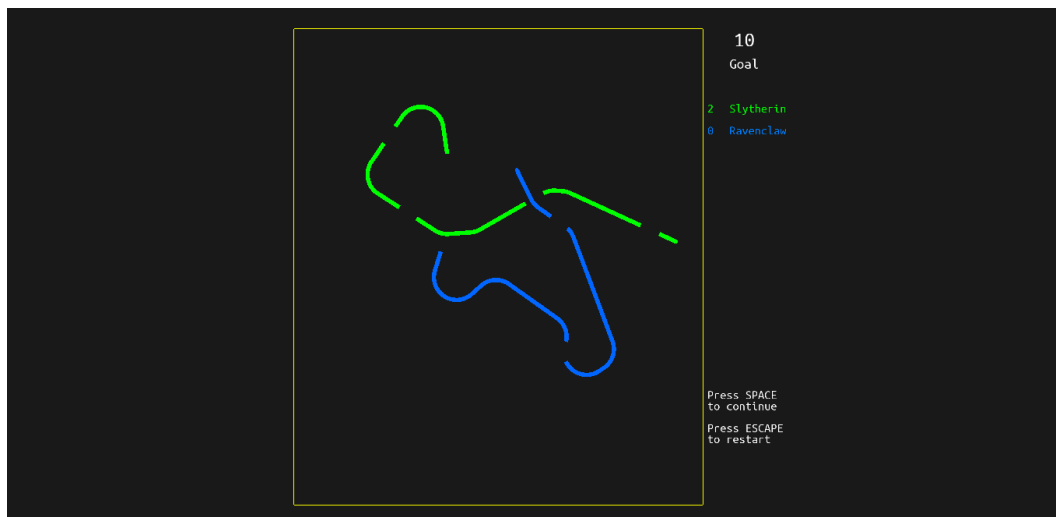 10
Goal
2 Slytherin
0 Ravenclaw
Press SPACE
to continue
Press ESCAPE
to restart